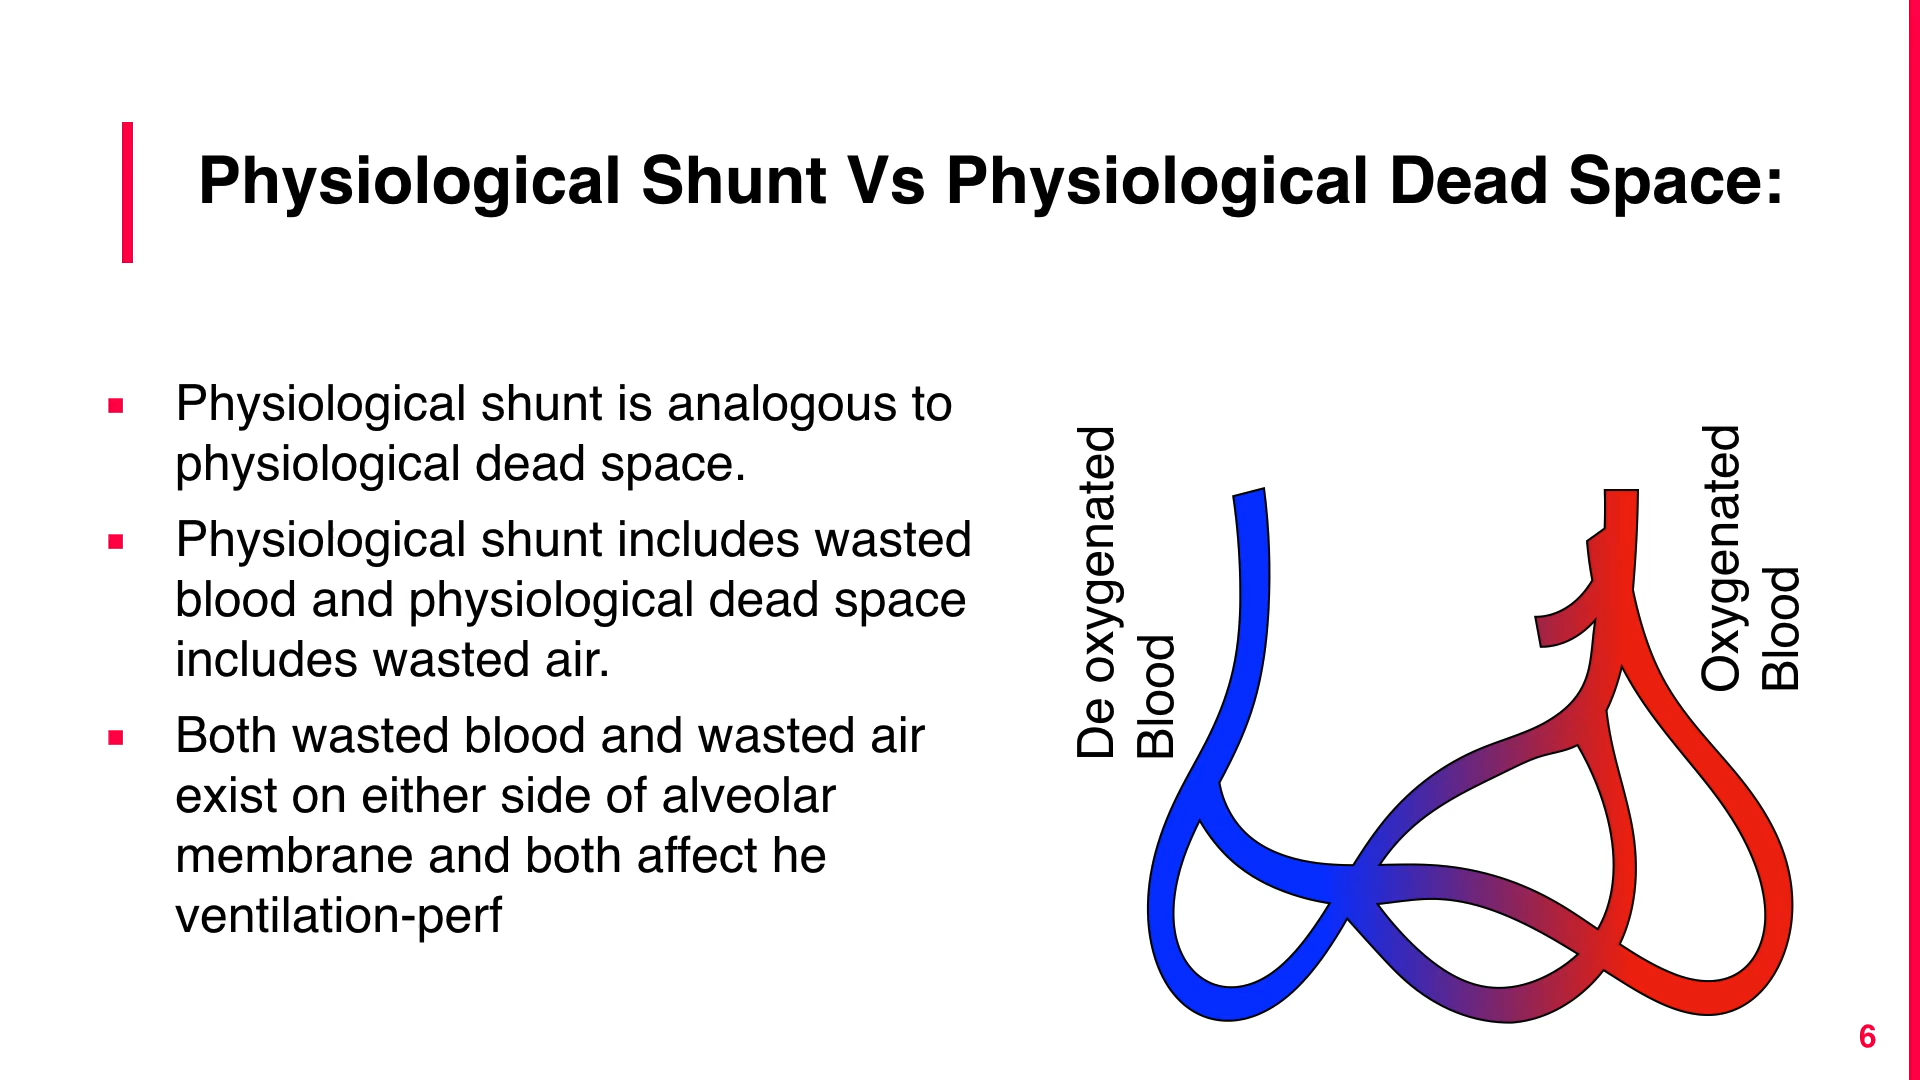 Physiological Shunt Vs Physiological Dead Space:
Physiological shunt is analogous to
physiological dead space.
Physiological shunt includes wasted
blood and physiological dead space
includes wasted air.
Both wasted blood and wasted air
exist on either side of alveolar
membrane and both affect he
ventilation-perf
De oxygenated
Blood
Oxygenated
Blood
6